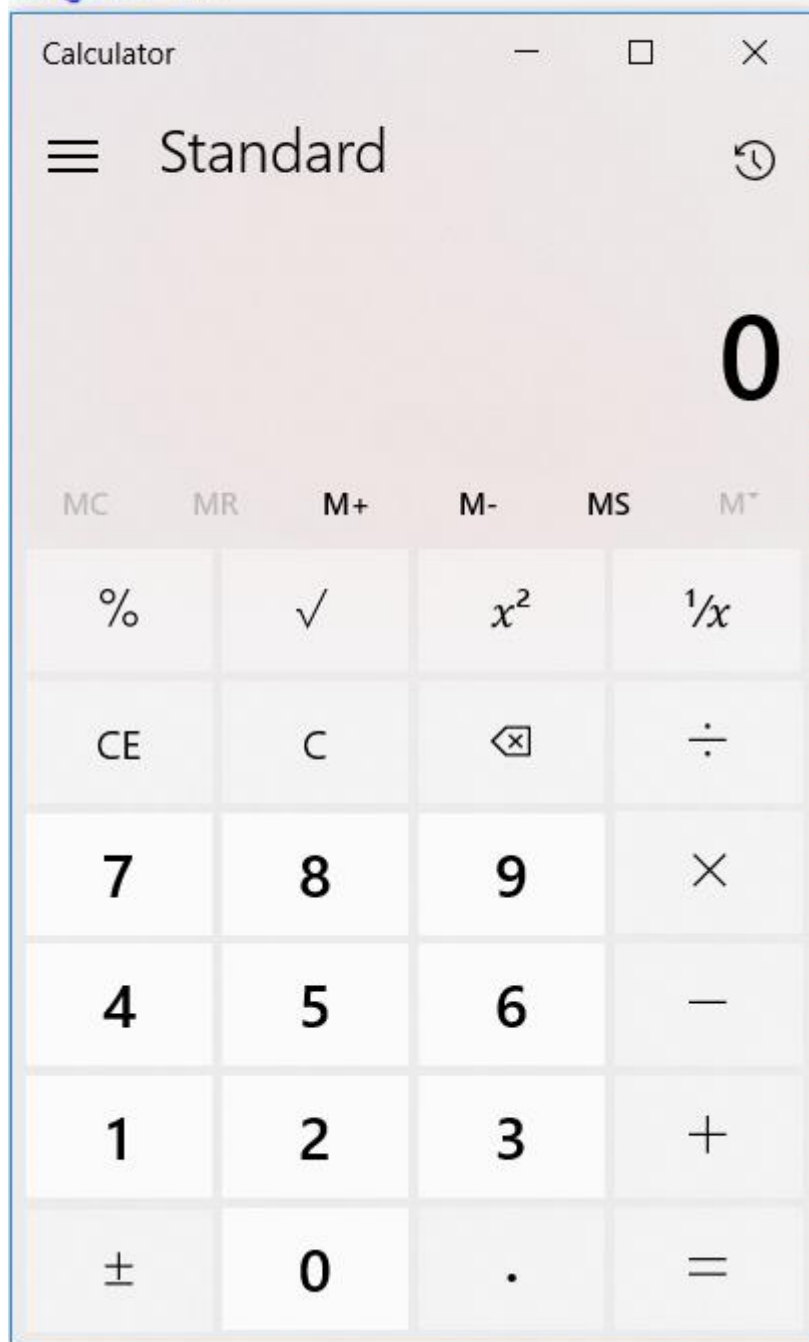 Calculator
Standard
0
MC MR M+ M- MS M˅
% √ x² ¹/x
CE C ÷
7 8 9 ×
4 5 6 −
1 2 3 +
± 0 . =